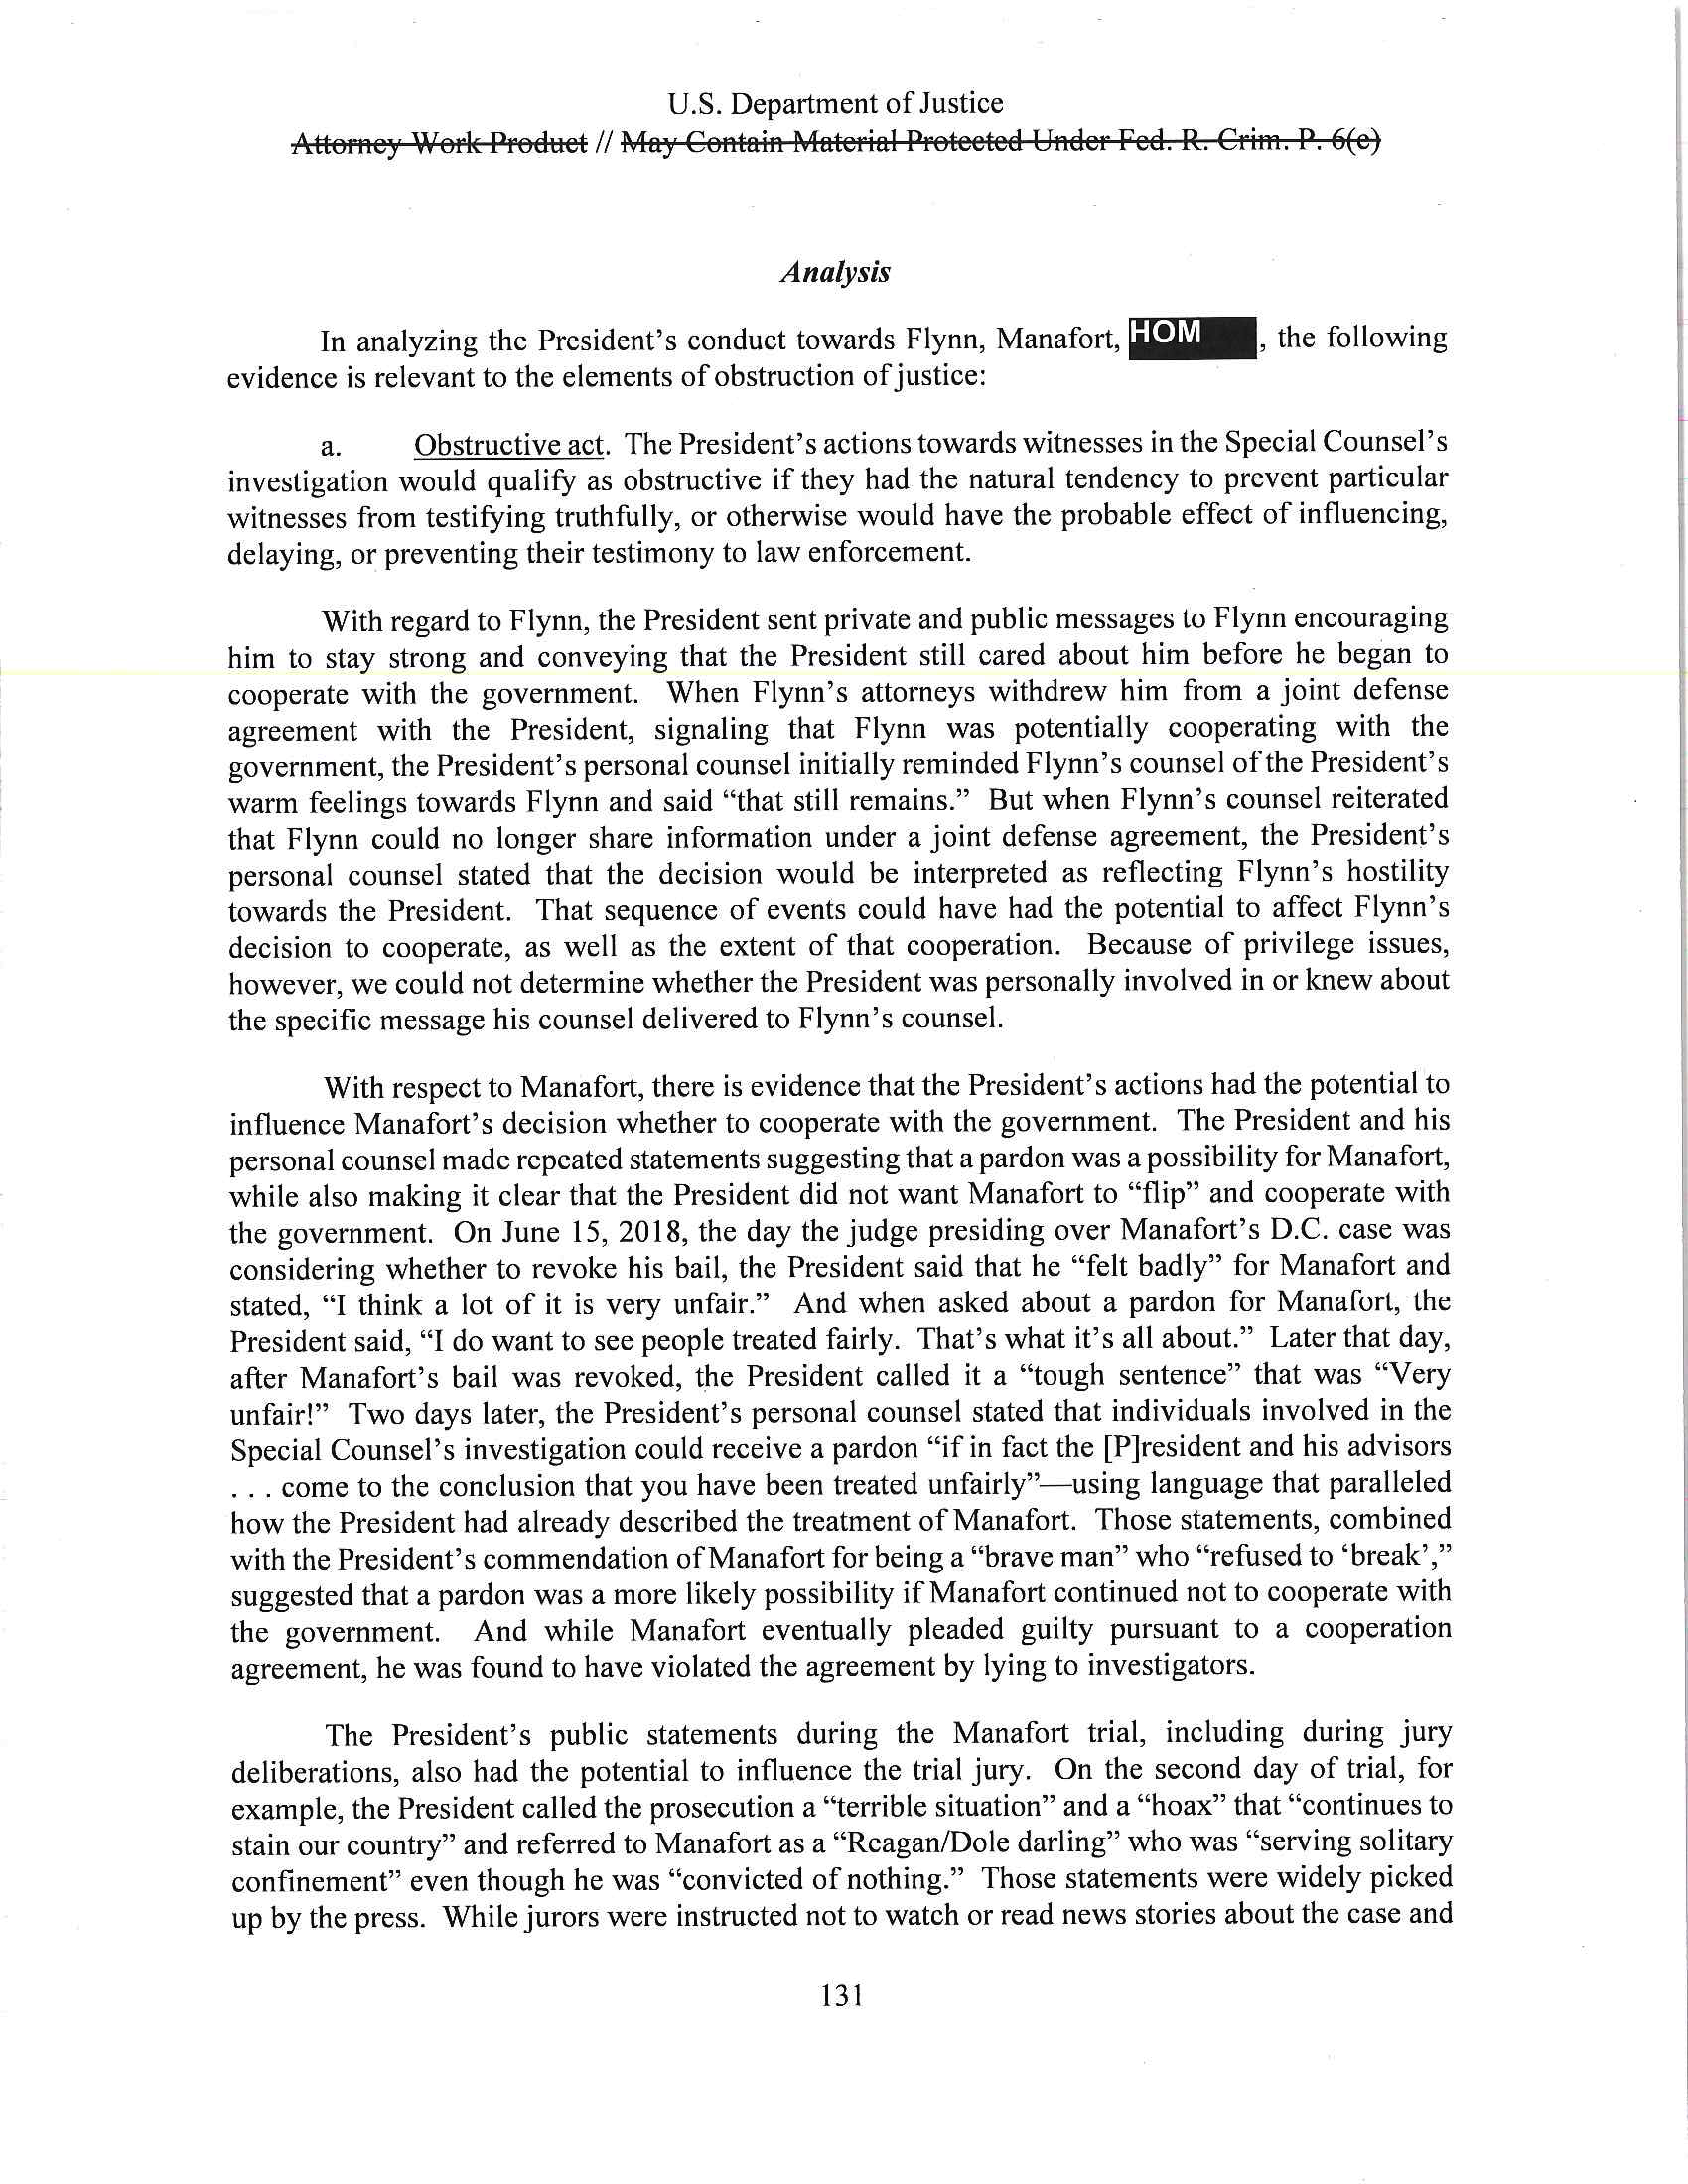 U.S. Department of Justice
Attorney Work Product // May Contain Material Protected Under Fed. R. Crim. P. 6(e)
Analysis
In analyzing the President’s conduct towards Flynn, Manafort, HOM , the following
evidence is relevant to the elements of obstruction of justice:
a. Obstructive act. The President’s actions towards witnesses in the Special Counsel’s
investigation would qualify as obstructive if they had the natural tendency to prevent particular
witnesses from testifying truthfully, or otherwise would have the probable effect of influencing,
delaying, or preventing their testimony to law enforcement.
With regard to Flynn, the President sent private and public messages to Flynn encouraging
him to stay strong and conveying that the President still cared about him before he began to
cooperate with the government. When Flynn’s attorneys withdrew him from a joint defense
agreement with the President, signaling that Flynn was potentially cooperating with the
government, the President’s personal counsel initially reminded Flynn’s counsel of the President’s
warm feelings towards Flynn and said “that still remains.” But when Flynn’s counsel reiterated
that Flynn could no longer share information under a joint defense agreement, the President’s
personal counsel stated that the decision would be interpreted as reflecting Flynn’s hostility
towards the President. That sequence of events could have had the potential to affect Flynn’s
decision to cooperate, as well as the extent of that cooperation. Because of privilege issues,
however, we could not determine whether the President was personally involved in or knew about
the specific message his counsel delivered to Flynn’s counsel.
With respect to Manafort, there is evidence that the President’s actions had the potential to
influence Manafort’s decision whether to cooperate with the government. The President and his
personal counsel made repeated statements suggesting that a pardon was a possibility for Manafort,
while also making it clear that the President did not want Manafort to “flip” and cooperate with
the government. On June 15, 2018, the day the judge presiding over Manafort’s D.C. case was
considering whether to revoke his bail, the President said that he “felt badly” for Manafort and
stated, “I think a lot of it is very unfair.” And when asked about a pardon for Manafort, the
President said, “I do want to see people treated fairly. That’s what it’s all about.” Later that day,
after Manafort’s bail was revoked, the President called it a “tough sentence” that was “Very
unfair!” Two days later, the President’s personal counsel stated that individuals involved in the
Special Counsel’s investigation could receive a pardon “if in fact the [P]resident and his advisors
. . . come to the conclusion that you have been treated unfairly”—using language that paralleled
how the President had already described the treatment of Manafort. Those statements, combined
with the President’s commendation of Manafort for being a “brave man” who “refused to ‘break’,”
suggested that a pardon was a more likely possibility if Manafort continued not to cooperate with
the government. And while Manafort eventually pleaded guilty pursuant to a cooperation
agreement, he was found to have violated the agreement by lying to investigators.
The President’s public statements during the Manafort trial, including during jury
deliberations, also had the potential to influence the trial jury. On the second day of trial, for
example, the President called the prosecution a “terrible situation” and a “hoax” that “continues to
stain our country” and referred to Manafort as a “Reagan/Dole darling” who was “serving solitary
confinement” even though he was “convicted of nothing.” Those statements were widely picked
up by the press. While jurors were instructed not to watch or read news stories about the case and
131